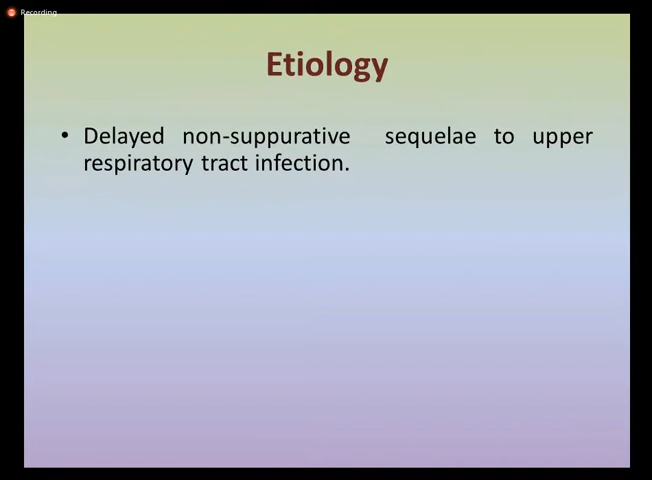 Recording
Etiology
• Delayed non-suppurative sequelae to upper
respiratory tract infection.